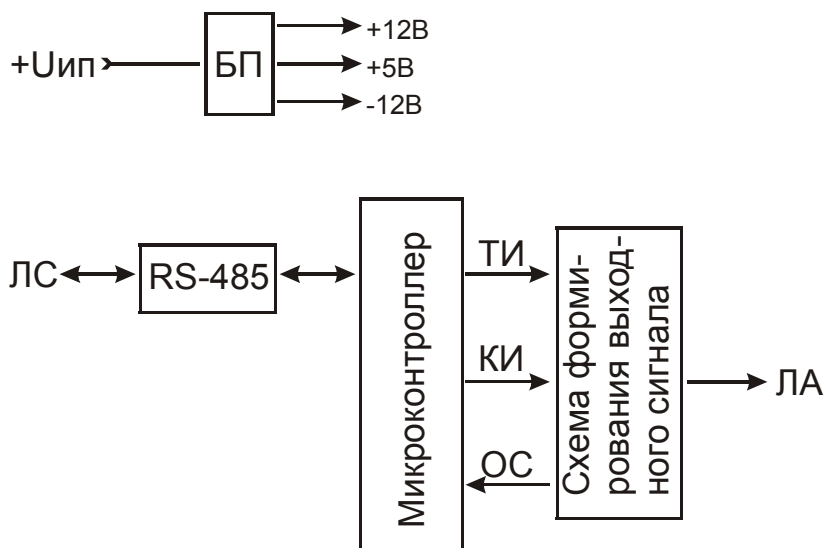 +12В
+Uип
БП
+5В
-12В
ЛС
RS-485
Микроконтроллер
ТИ
КИ
ОС
Схема форми-
рования выход-
ного сигнала
ЛА